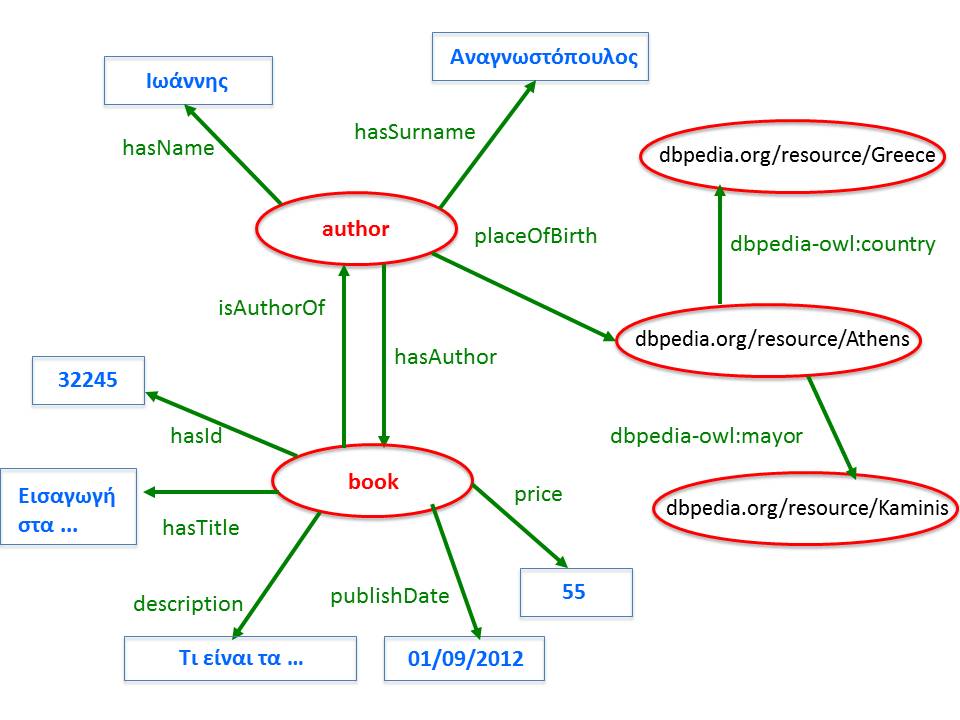 Αναγνωστόπουλος
Ιωάννης
hasSurname
hasName
dbpedia.org/resource/Greece
author
placeOfBirth
dbpedia-owl:country
isAuthorOf
dbpedia.org/resource/Athens
hasAuthor
32245
hasId
dbpedia-owl:mayor
book
Εισαγωγή
στα ...
price
dbpedia.org/resource/Kaminis
hasTitle
55
description
publishDate
Τι είναι τα ...
01/09/2012